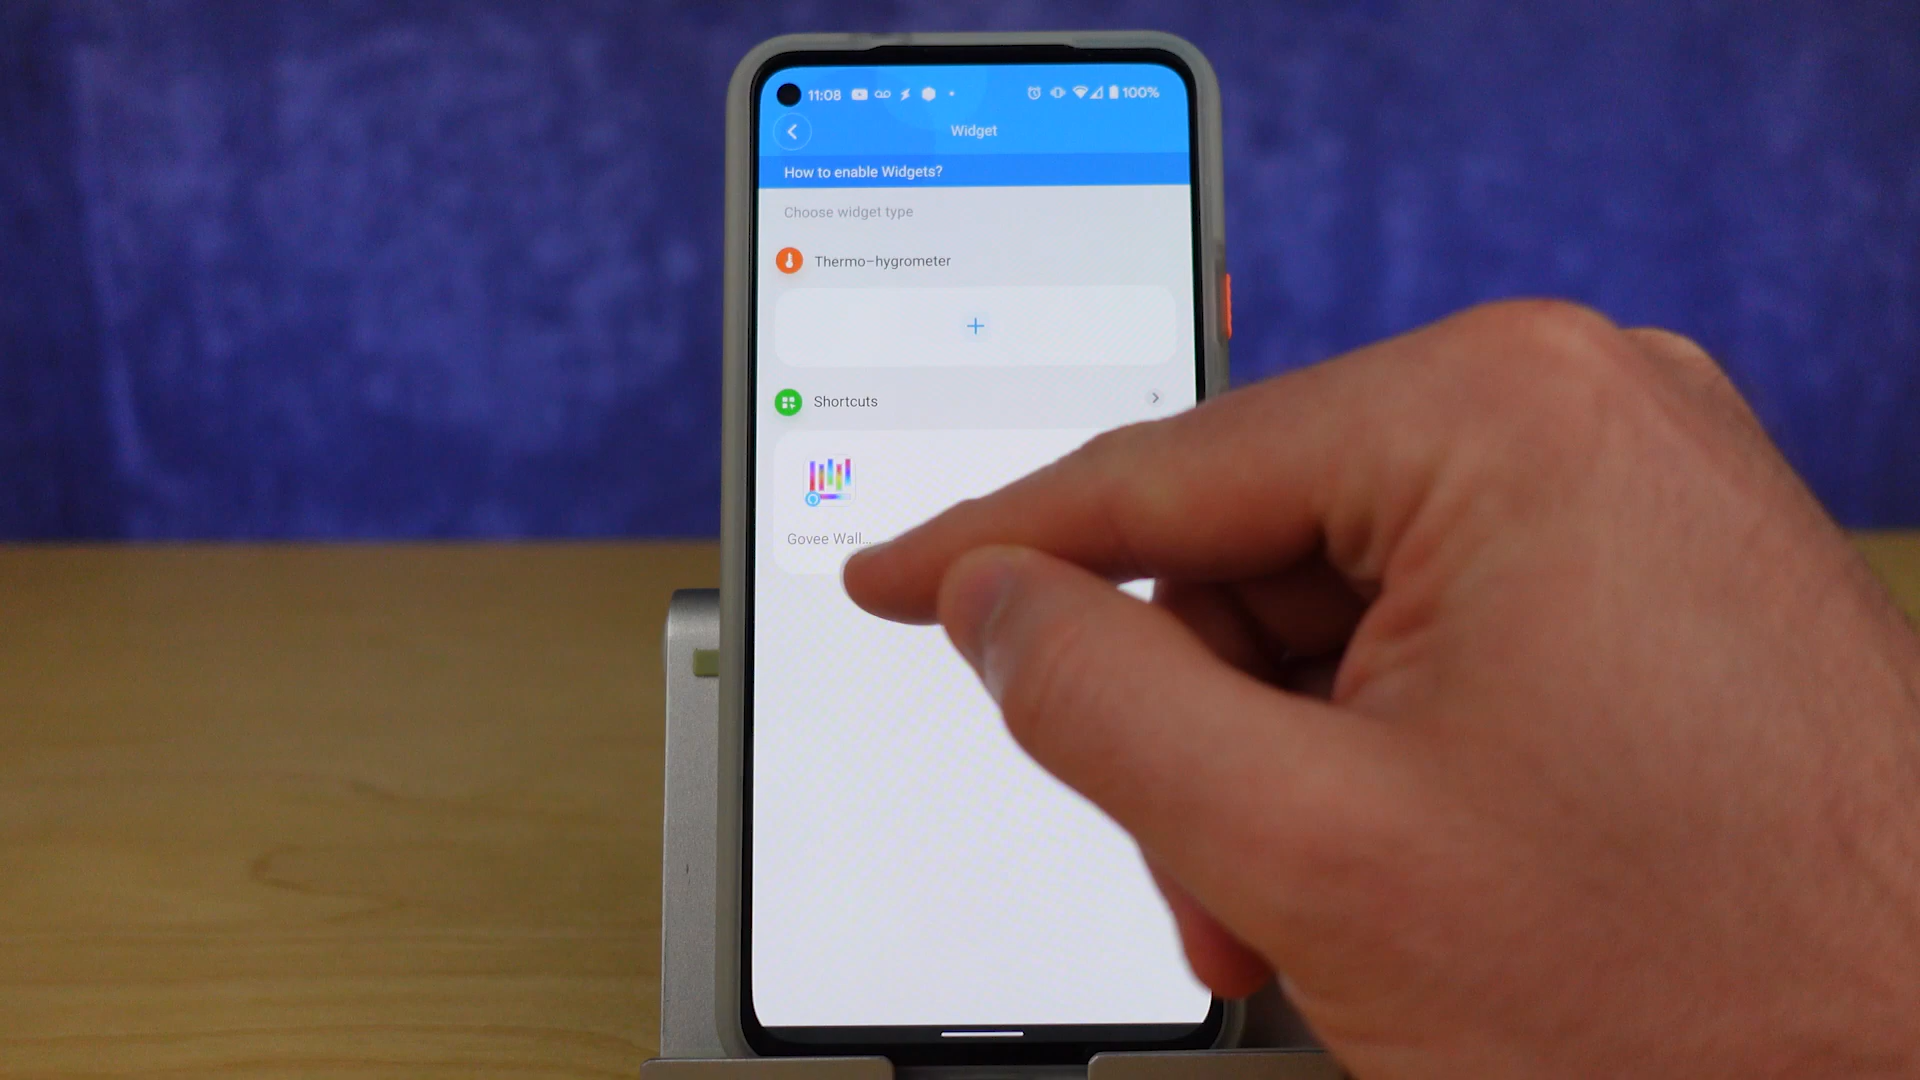 11:08
100%
Widget
How to enable Widgets?
Choose widget type
Thermo-hygrometer
+
Shortcuts
Govee Wall...